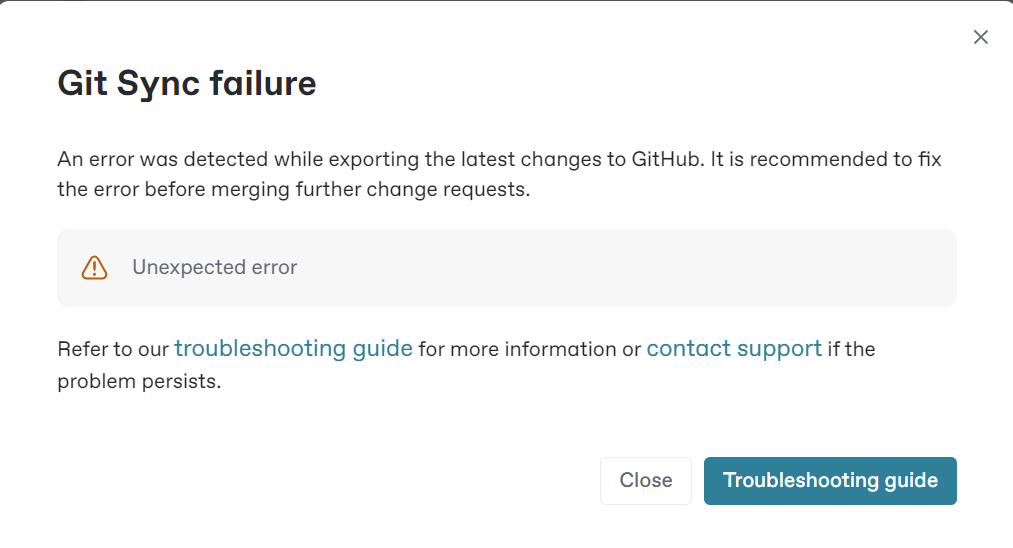 Git Sync failure
An error was detected while exporting the latest changes to GitHub. It is recommended to fix
the error before merging further change requests.
Unexpected error
Refer to our troubleshooting guide for more information or contact support if the
problem persists.
Close
Troubleshooting guide